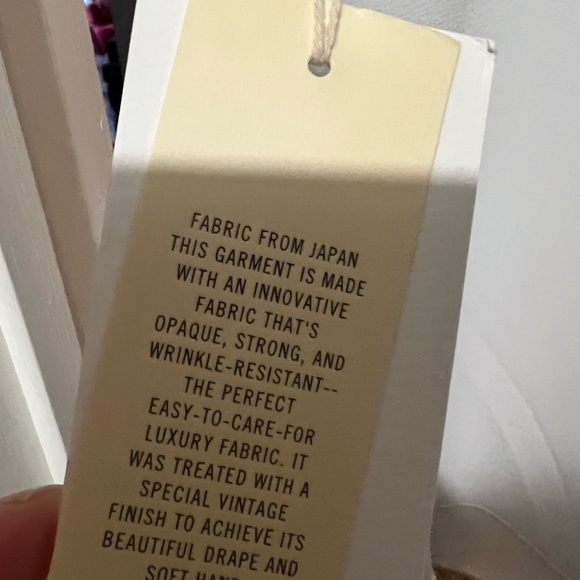 FABRIC FROM JAPAN
THIS GARMENT IS MADE
WITH AN INNOVATIVE
FABRIC THAT'S
OPAQUE, STRONG, AND
WRINKLE-RESISTANT--
THE PERFECT
EASY-TO-CARE-FOR
LUXURY FABRIC. IT
WAS TREATED WITH A
SPECIAL VINTAGE
FINISH TO ACHIEVE ITS
BEAUTIFUL DRAPE AND
SOFT